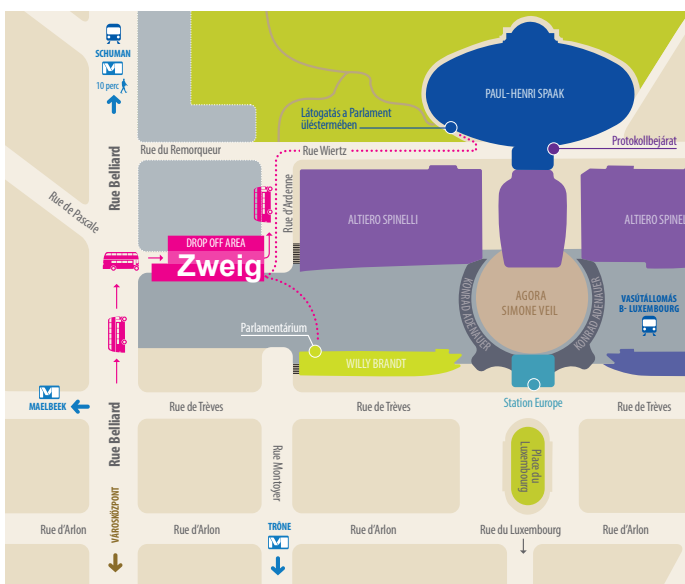 SCHUMAN
M
10 perc
PAUL-HENRI SPAAK
Látogatás a Parlament
üléstermében
Protokollbejárat
Rue du Remorqueur
Rue Wiertz
Rue Belliard
Rue de Pascale
Rue d'Ardenne
ALTIERO SPINELLI
ALTIERO SPINEL
DROP OFF AREA
Zweig
KONRAD ADENAUER
AGORA
SIMONE VEIL
KONRAD ADENAUER
VASÚTÁLLOMÁS
B- LUXEMBOURG
Parlamentárium
WILLY BRANDT
M
MAELBEEK
Rue de Trèves
Rue de Trèves
Station Europe
Rue de Trèves
Rue Belliard
Rue Montoyer
Place du
Luxembourg
VÁROSKÖZPONT
Rue d'Arlon
Rue d'Arlon
TRÔNE
M
Rue d'Arlon
Rue du Luxembourg
Rue d'Arlon